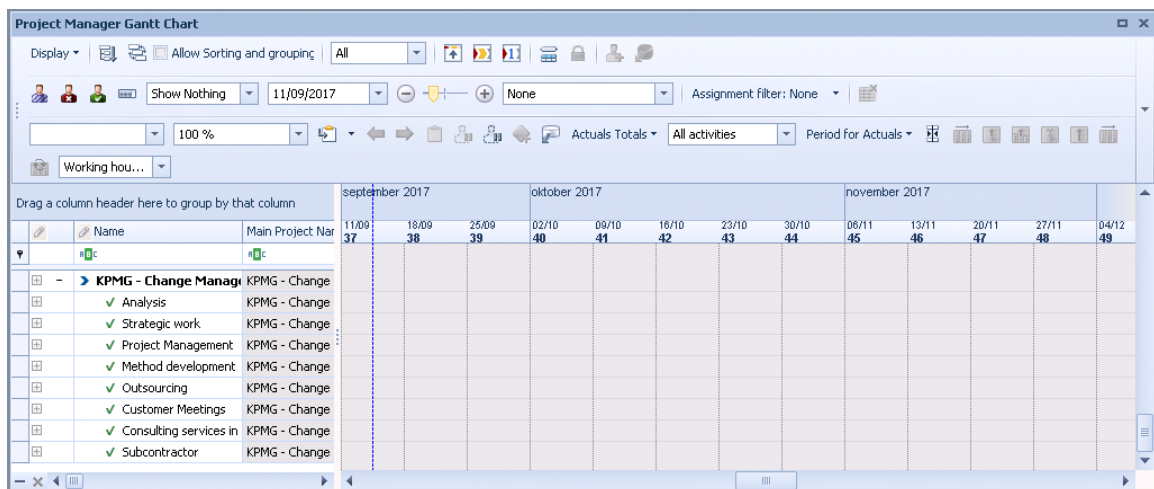 Project Manager Gantt Chart
Display Allow Sorting and grouping All
Show Nothing 11/09/2017 None Assignment filter: None
100 % Actuals Totals All activities Period for Actuals
Working hou...
Drag a column header here to group by that column
september 2017 oktober 2017 november 2017
Name Main Project Nar
11/09 18/09 25/09 02/10 09/10 16/10 23/10 30/10 06/11 13/11 20/11 27/11 04/12
37 38 39 40 41 42 43 44 45 46 47 48 49
ABC ABC
KPMG - Change Manage KPMG - Change
Analysis KPMG - Change
Strategic work KPMG - Change
Project Management KPMG - Change
Method development KPMG - Change
Outsourcing KPMG - Change
Customer Meetings KPMG - Change
Consulting services in KPMG - Change
Subcontractor KPMG - Change